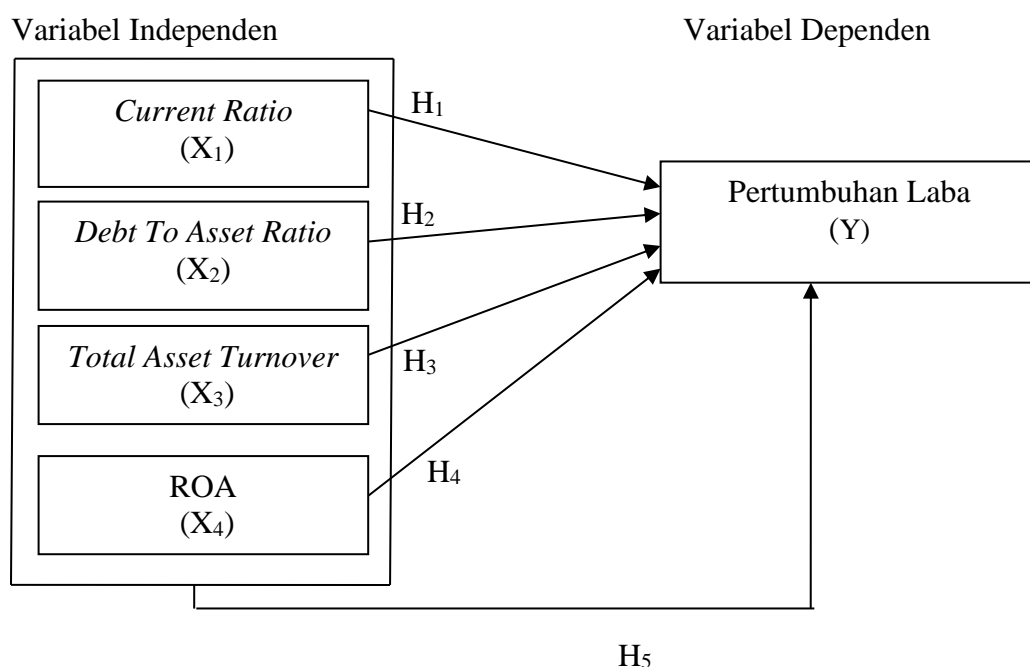 Variabel Independen
Variabel Dependen
Current Ratio
(X₁)
H₁
Debt To Asset Ratio
(X₂)
H₂
Total Asset Turnover
(X₃)
H₃
ROA
(X₄)
H₄
Pertumbuhan Laba
(Y)
H₅